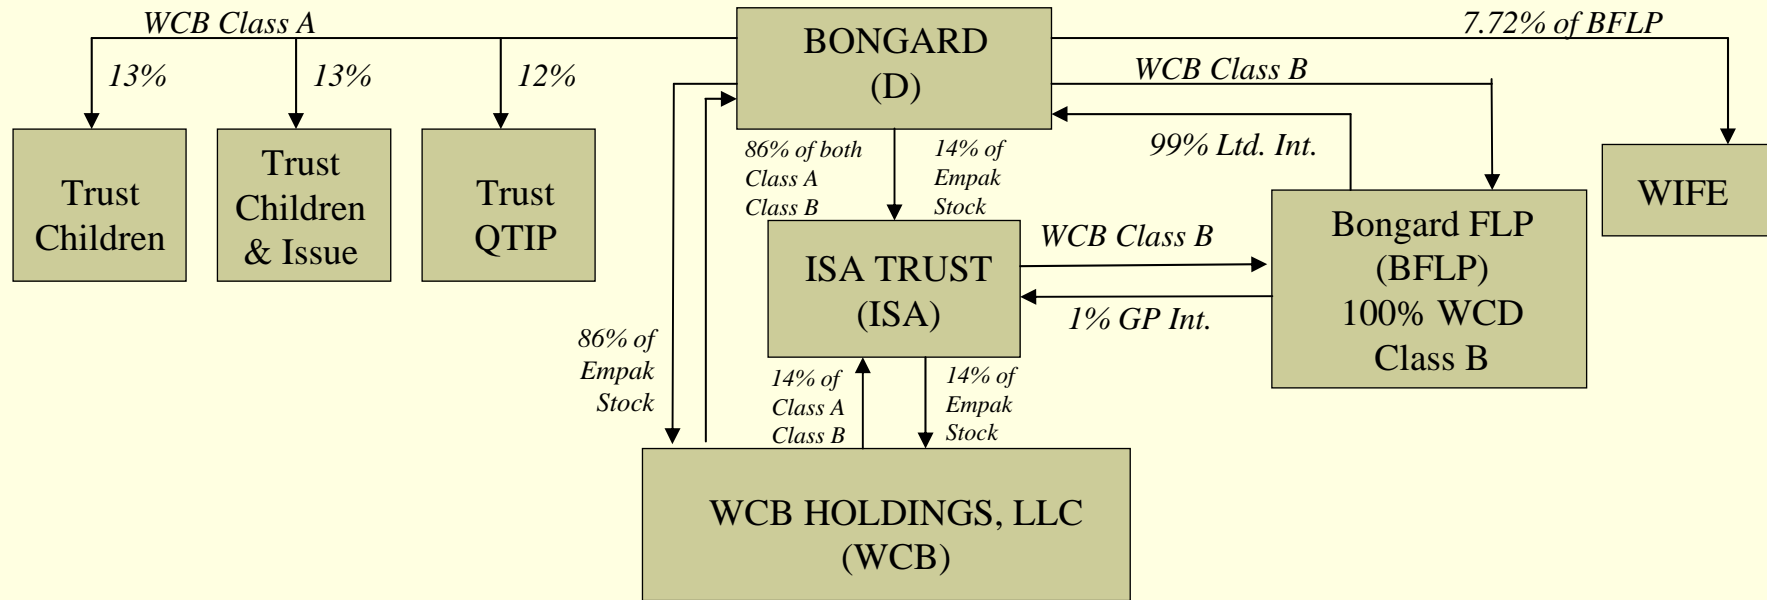 WCB Class A
BONGARD
(D)
7.72% of BFLP
13%
13%
12%
WCB Class B
Trust
Children
Trust
Children
& Issue
Trust
QTIP
86% of both
Class A
Class B
14% of
Empak
Stock
99% Ltd. Int.
WIFE
ISA TRUST
(ISA)
WCB Class B
1% GP Int.
Bongard FLP
(BFLP)
100% WCD
Class B
86% of
Empak
Stock
14% of
Class A
Class B
14% of
Empak
Stock
WCB HOLDINGS, LLC
(WCB)